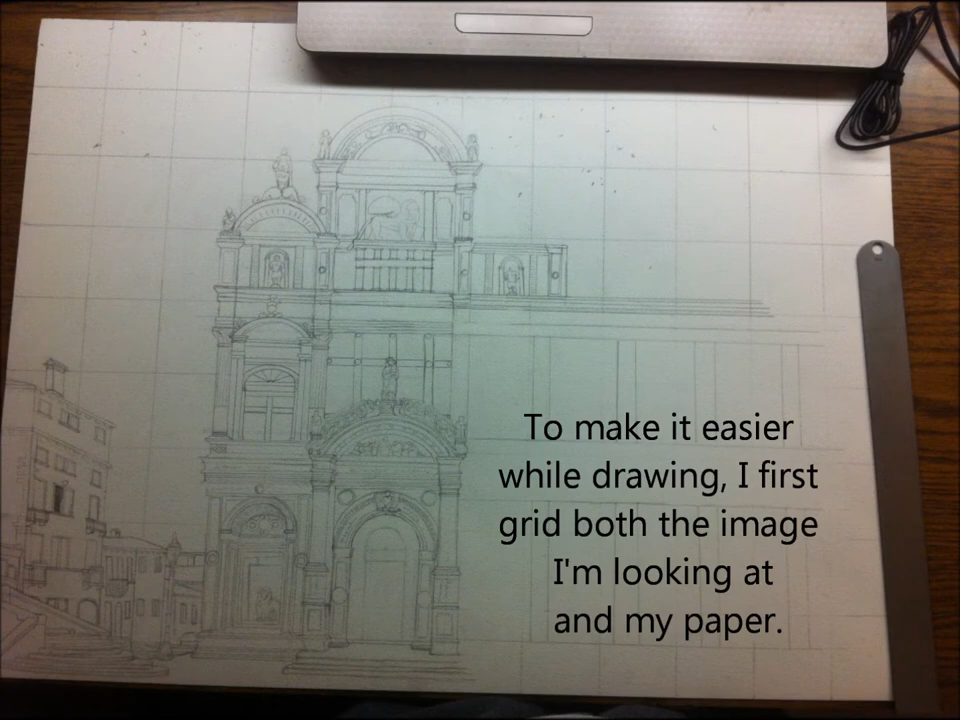 To make it easier
while drawing, I first
grid both the image
I'm looking at
and my paper.